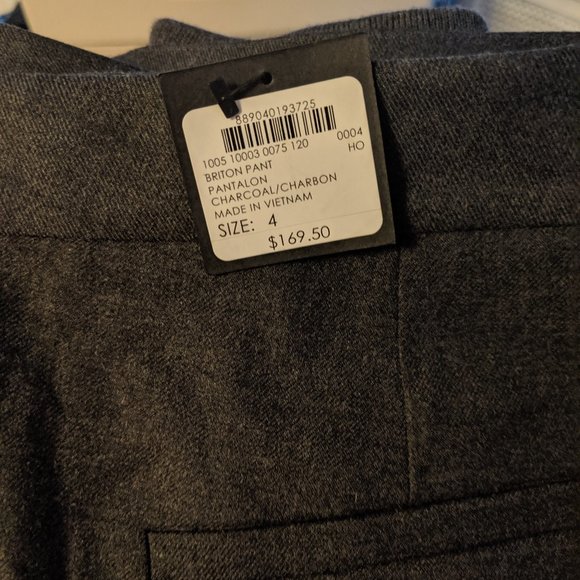 889040193725
1005 10003 0075 120 0004
BRITON PANT HO
PANTALON
CHARCOAL/CHARBON
MADE IN VIETNAM
SIZE: 4
$169.50